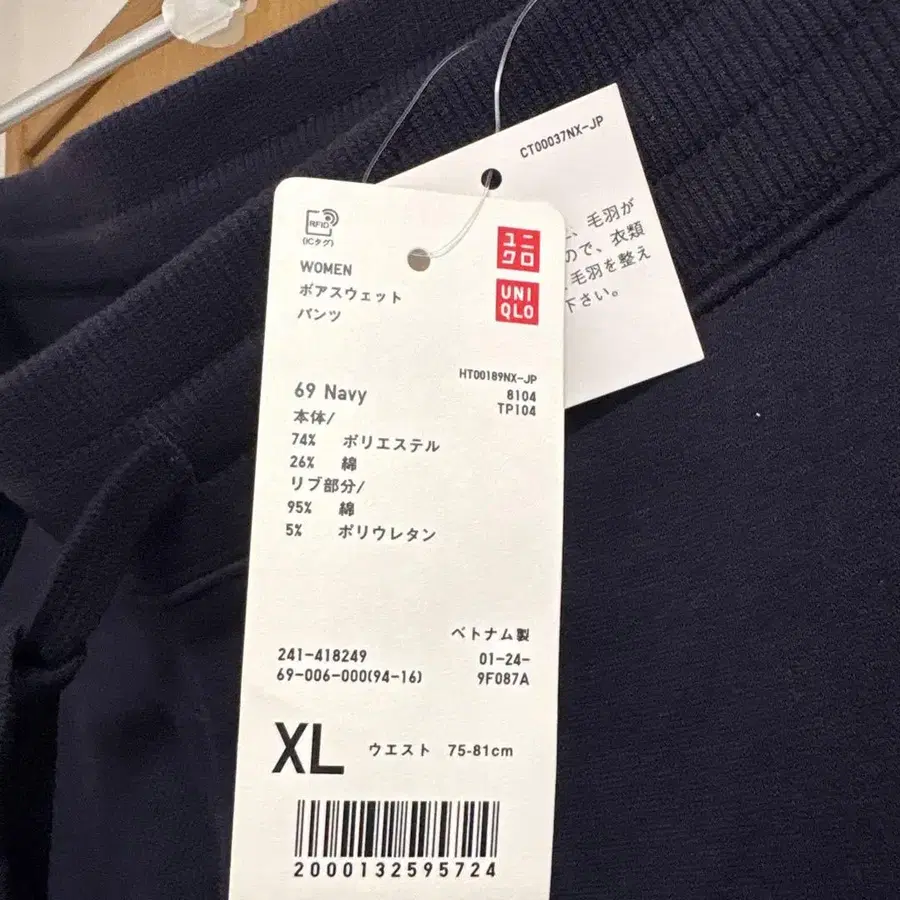 CT00037NX-JP
、毛羽が
ので、衣類
毛羽を整え
下さい。
RFID
(ICタグ)
ユニ
クロ
UNI
QLO
WOMEN
ボアスウェット
パンツ
HT00189NX-JP
8104
TP104
69 Navy
本体/
74% ポリエステル
26% 綿
リブ部分/
95% 綿
5% ポリウレタン
ベトナム製
241-418249 01-24-
69-006-000(94-16) 9F087A
XL ウエスト 75-81cm
2000132595724